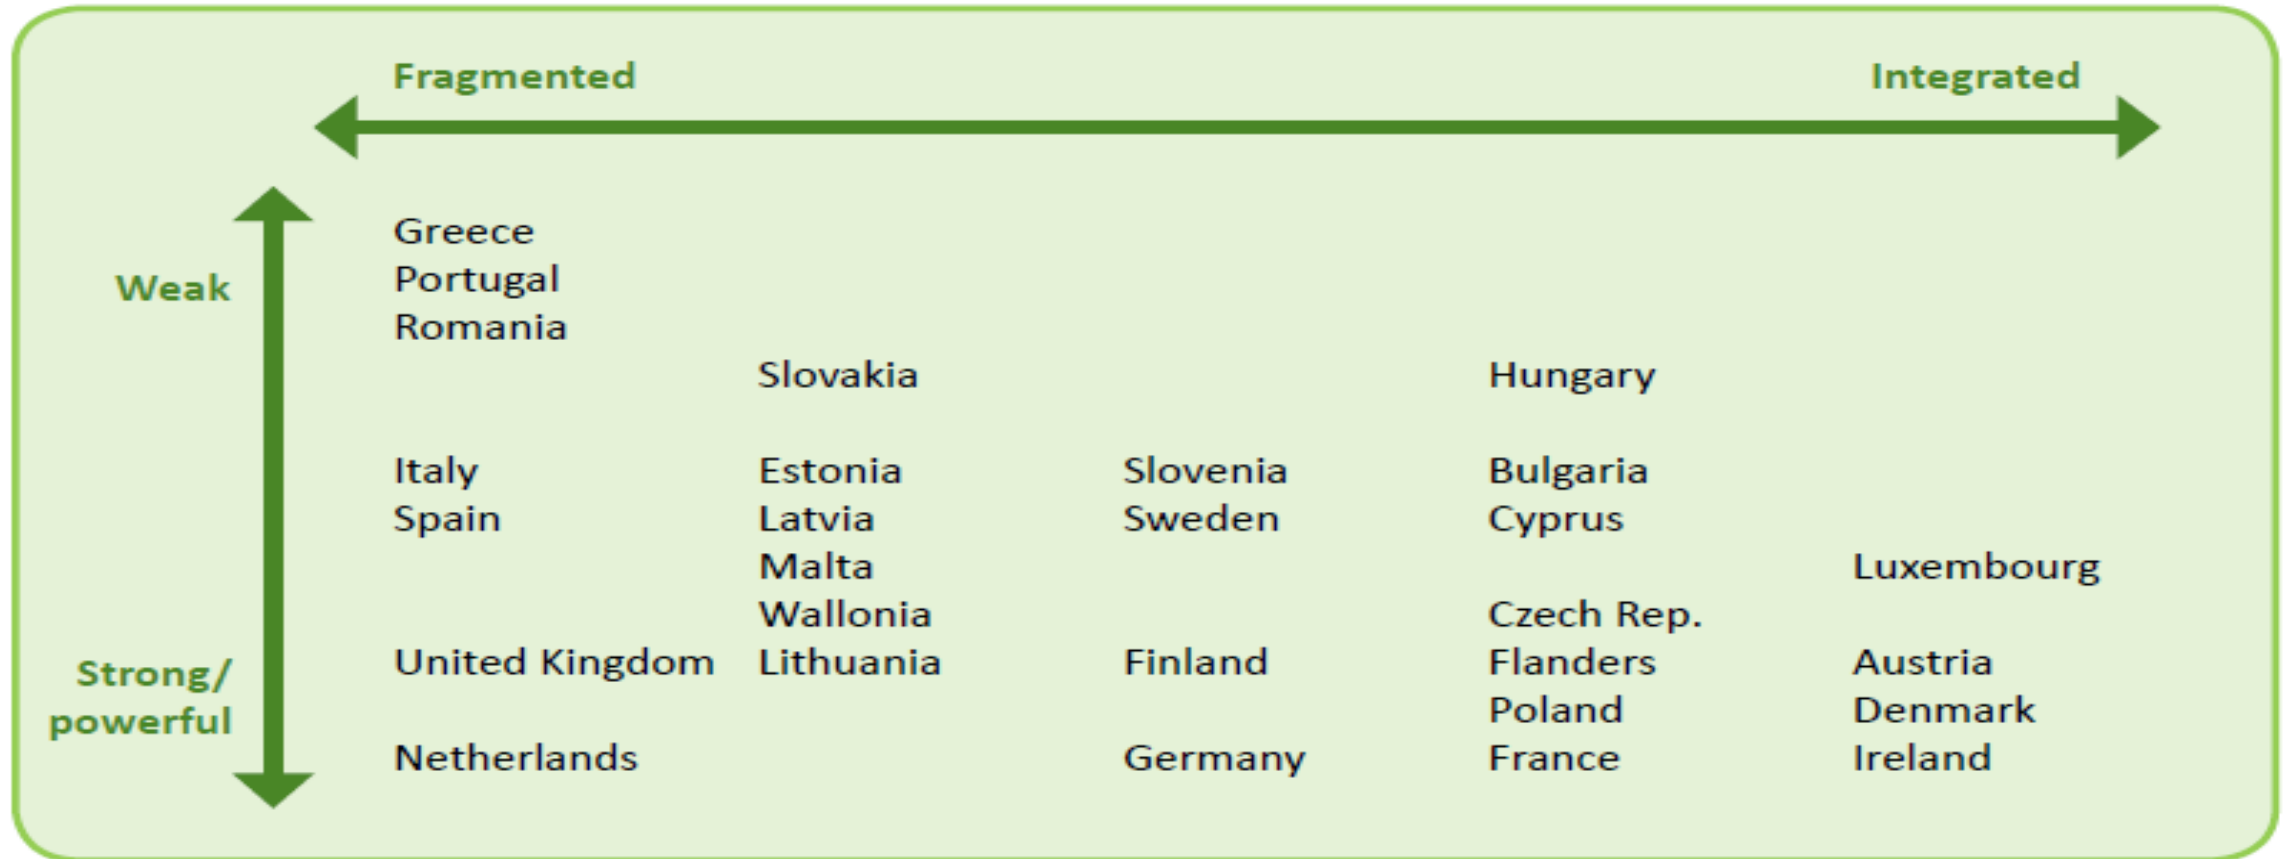 Fragmented Integrated
Weak
Greece
Portugal
Romania
Slovakia Hungary
Italy Estonia Slovenia Bulgaria
Spain Latvia Sweden Cyprus
Malta Luxembourg
Wallonia Czech Rep.
Strong/
powerful
United Kingdom Lithuania Finland Flanders Austria
Poland Denmark
Netherlands Germany France Ireland